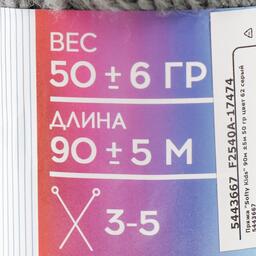 ВЕС
50 ± 6 ГР
ДЛИНА
90 ± 5 М
3-5
5443667 F2540A-17474
Пряжа "Softy Kids" 90м ±5м 50 гр цвет 62 серый
5443667